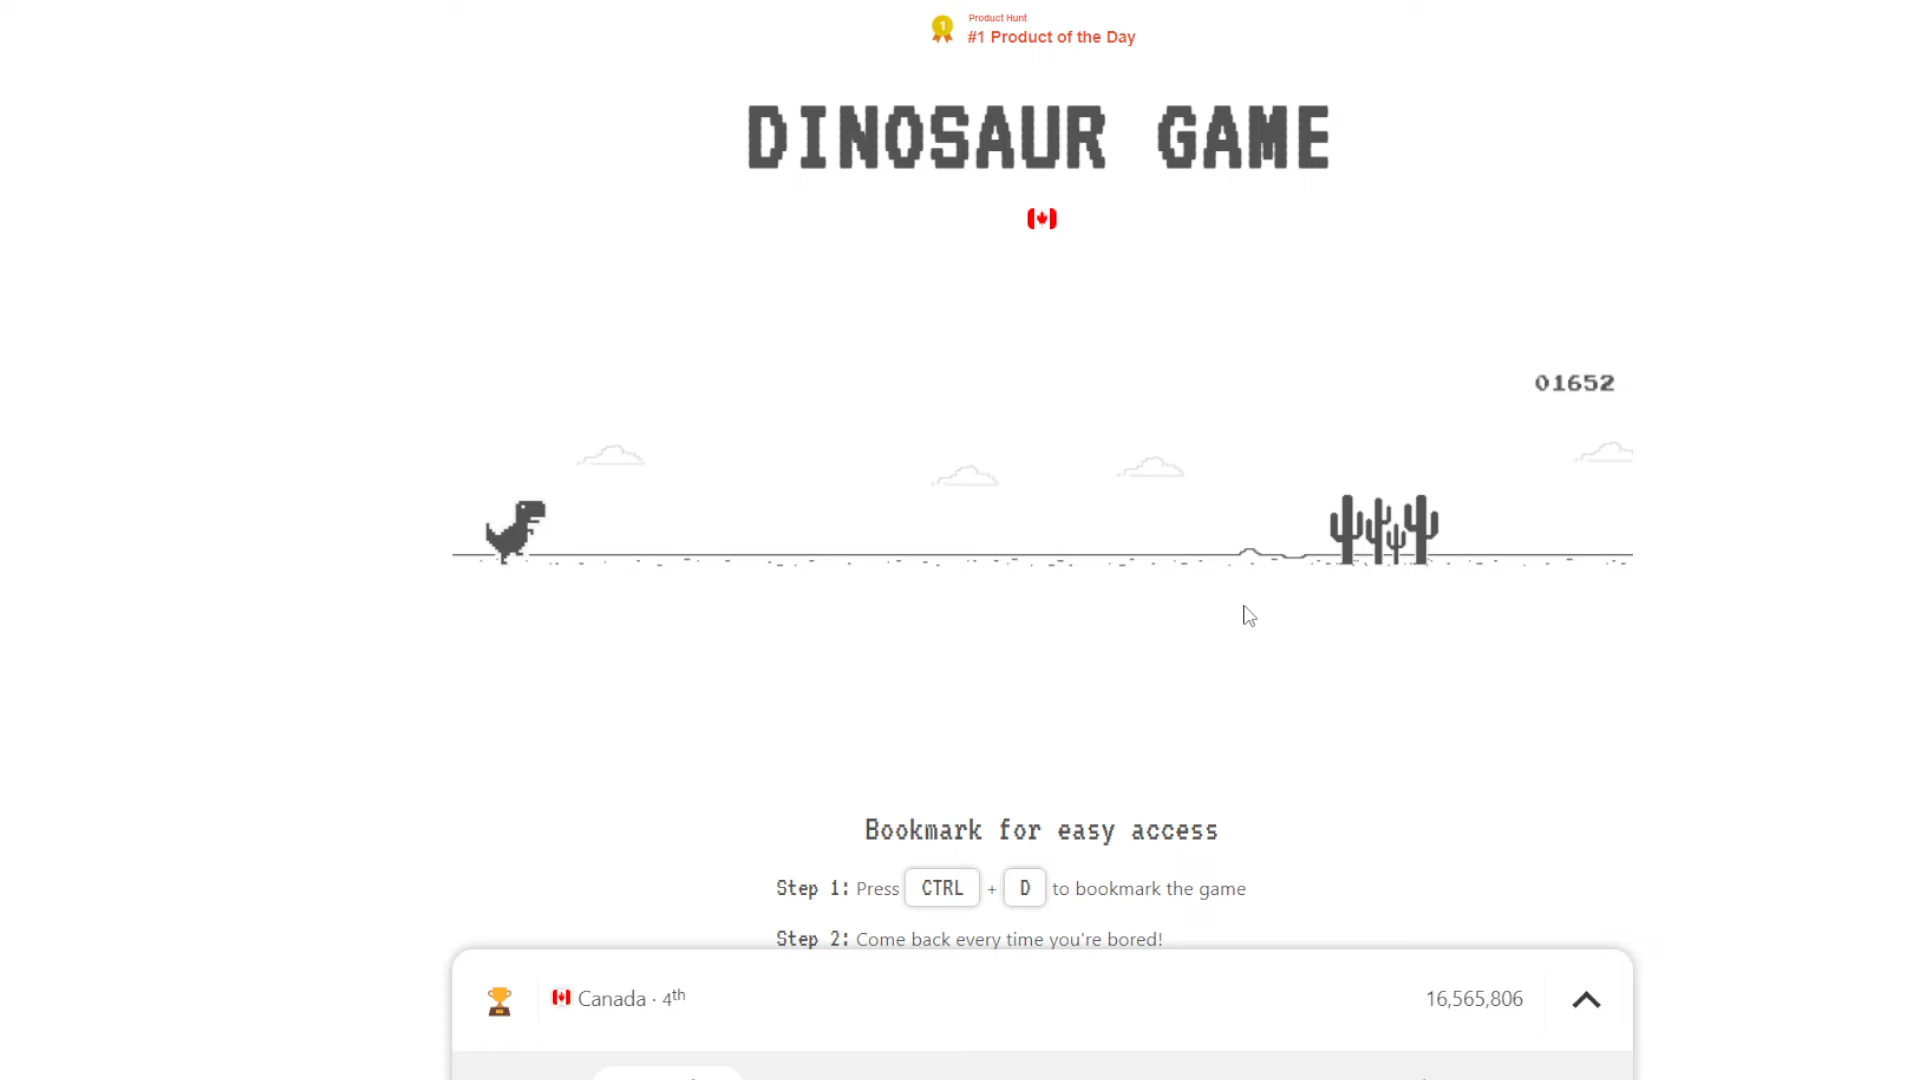 1
Product Hunt
#1 Product of the Day
DINOSAUR GAME
01652
Bookmark for easy access
Step 1: Press CTRL + D to bookmark the game
Step 2: Come back every time you're bored!
Canada · 4th
16,565,806